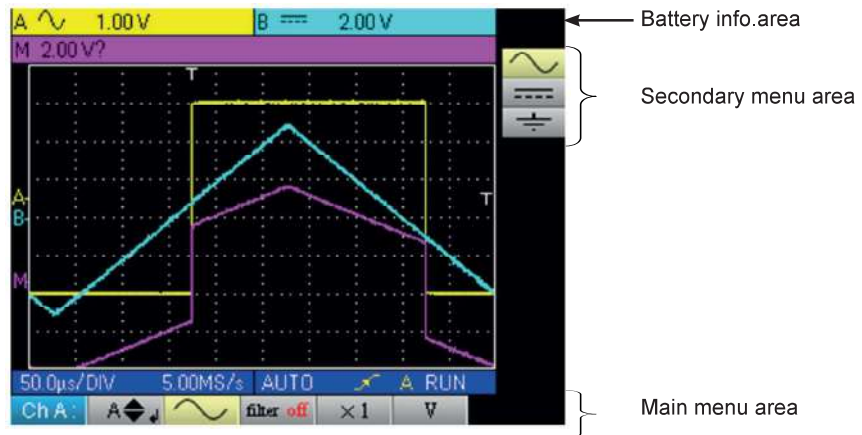 A 1.00V B 2.00V
Battery info.area
M 2.00V?
T
Secondary menu area
A
T
B
M
50.0µs/DIV 5.00MS/s AUTO A RUN
Ch A: A filter off ×1 V
Main menu area